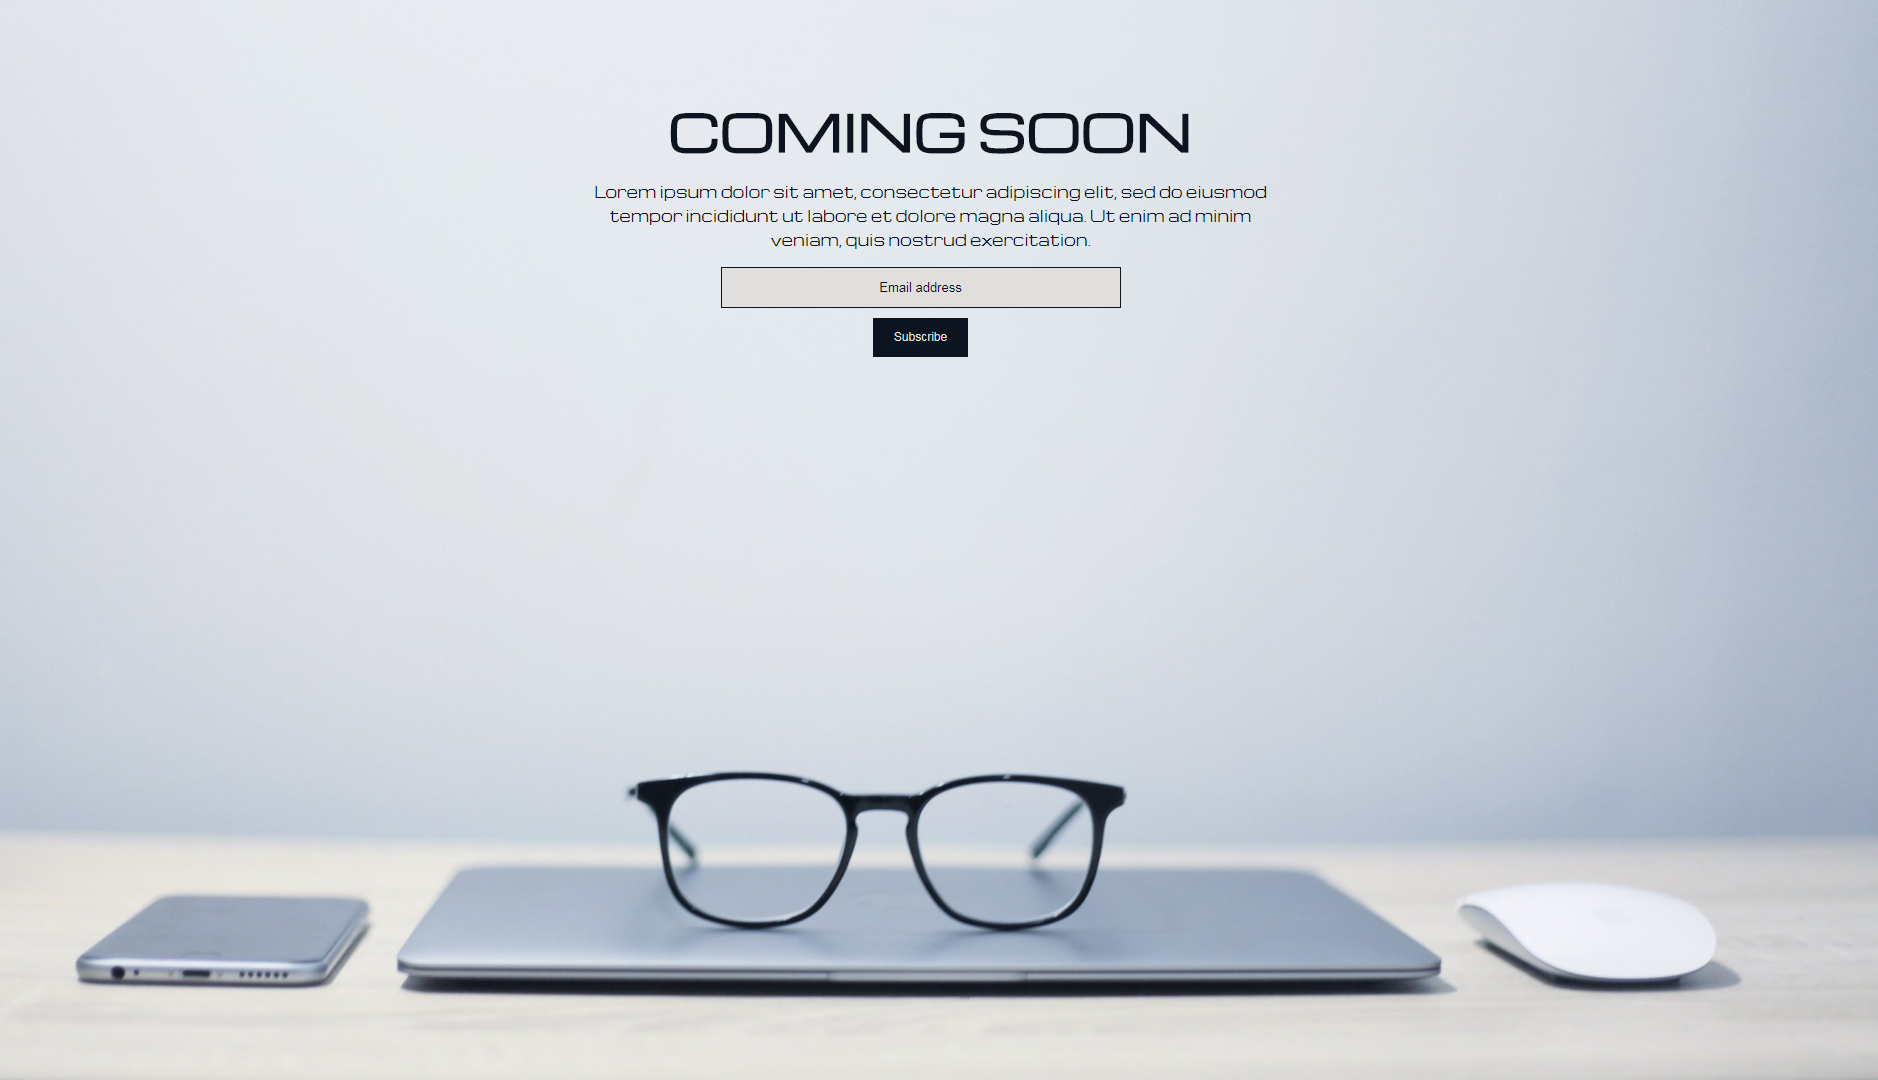 COMING SOON
Lorem ipsum dolor sit amet, consectetur adipiscing elit, sed do eiusmod
tempor incididunt ut labore et dolore magna aliqua. Ut enim ad minim
veniam, quis nostrud exercitation.
Email address
Subscribe